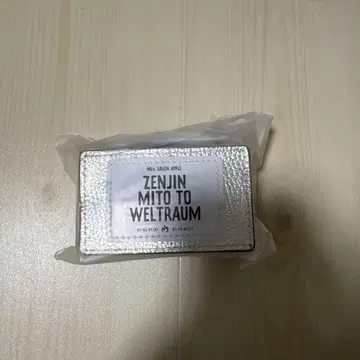 Mrs. GREEN APPLE
ZENJIN
MITO TO
WELTRAUM